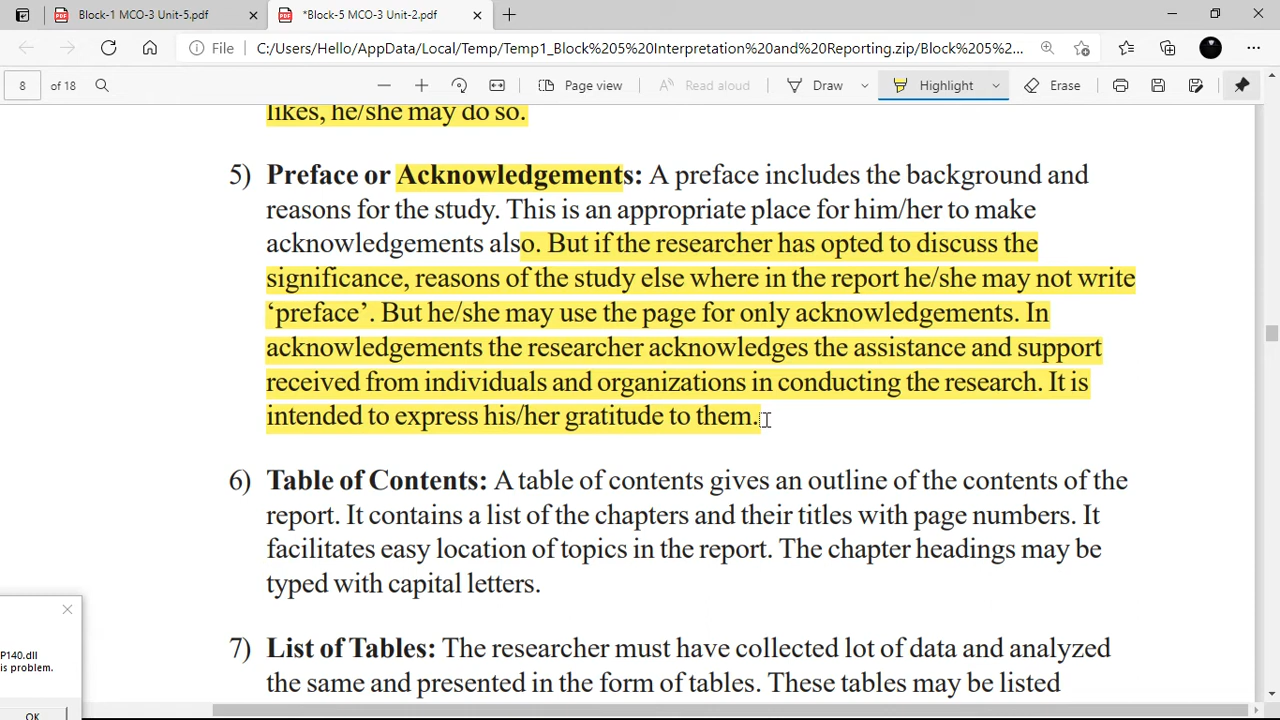 Block-1 MCO-3 Unit-5.pdf
*Block-5 MCO-3 Unit-2.pdf
File
C:/Users/Hello/AppData/Local/Temp/Temp1_Block%205%20Interpretation%20and%20Reporting.zip/Block%205%2...
8 of 18
Page view
Read aloud
Draw
Highlight
Erase
likes, he/she may do so.
5) Preface or Acknowledgements: A preface includes the background and
reasons for the study. This is an appropriate place for him/her to make
acknowledgements also. But if the researcher has opted to discuss the
significance, reasons of the study else where in the report he/she may not write
‘preface’. But he/she may use the page for only acknowledgements. In
acknowledgements the researcher acknowledges the assistance and support
received from individuals and organizations in conducting the research. It is
intended to express his/her gratitude to them.
6) Table of Contents: A table of contents gives an outline of the contents of the
report. It contains a list of the chapters and their titles with page numbers. It
facilitates easy location of topics in the report. The chapter headings may be
typed with capital letters.
7) List of Tables: The researcher must have collected lot of data and analyzed
the same and presented in the form of tables. These tables may be listed
P140.dll
is problem.
OK